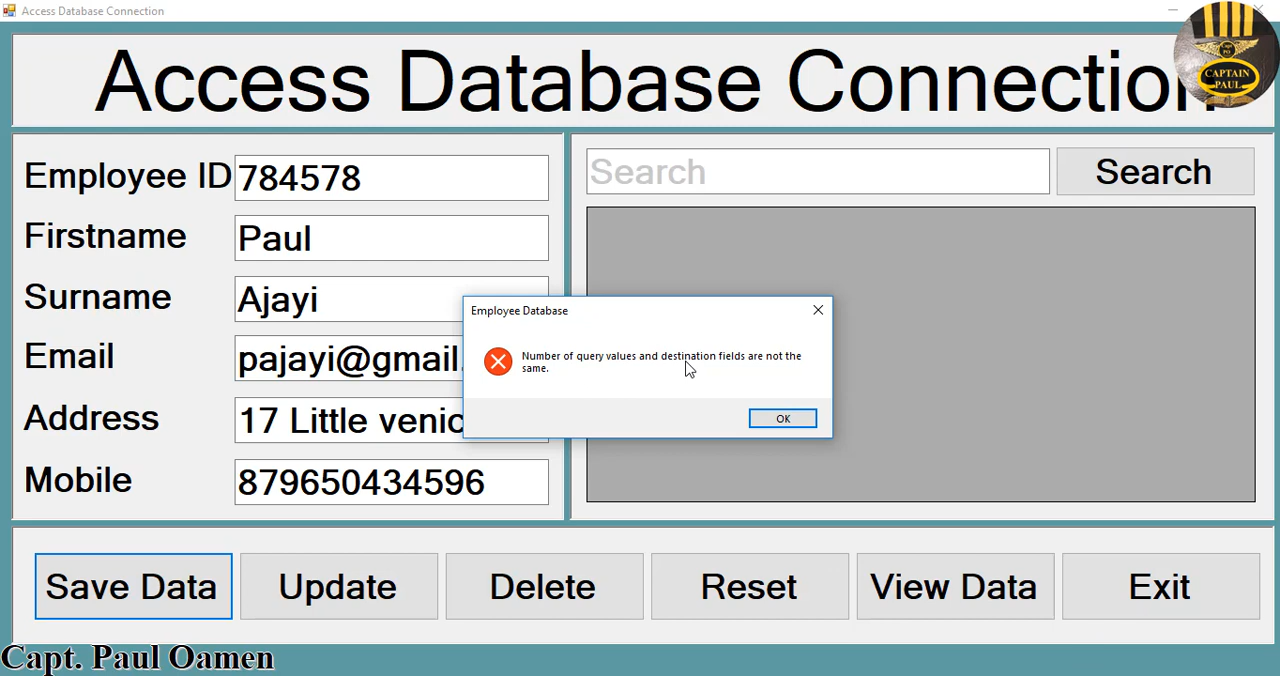 Access Database Connection
Access Database Connection
CAPTAIN
PAUL
Employee ID 784578
Firstname Paul
Surname Ajayi
Email pajayi@gmail.
Address 17 Little venic
Mobile 879650434596
Search Search
Employee Database
Number of query values and destination fields are not the
same.
OK
Save Data Update Delete Reset View Data Exit
Capt. Paul Oamen